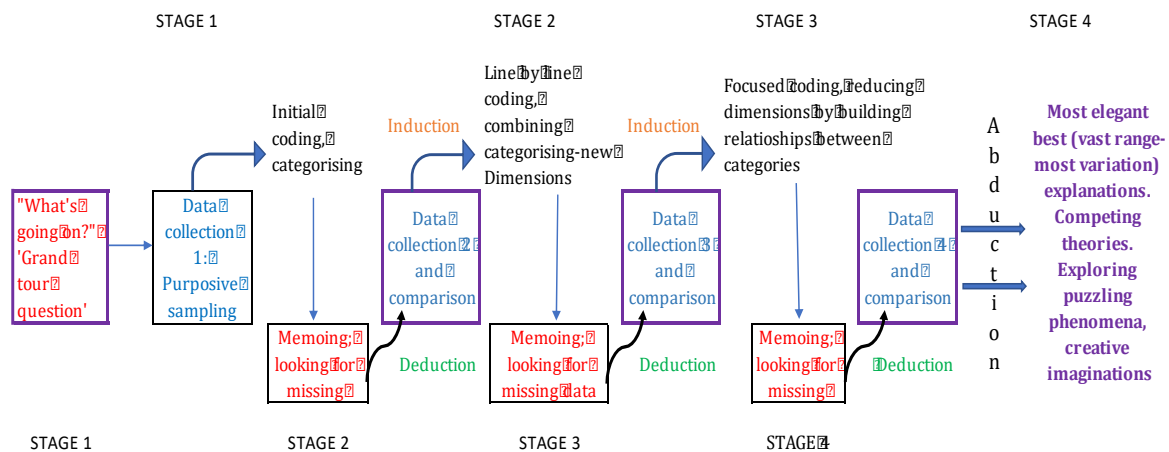 STAGE 1
STAGE 2
STAGE 3
STAGE 4
Initial
coding,
categorising
Induction
Line by line
coding,
combining
categorising-new
Dimensions
Induction
Focused coding, reducing
dimensions by building
relatioships between
categories
Abduction
Most elegant
best (vast range-
most variation)
explanations.
Competing
theories.
Exploring
puzzling
phenomena,
creative
imaginations
"What's
going on?"
'Grand
tour
question'
Data
collection
1:
Purposive
sampling
Data
collection 2
and
comparison
Data
collection 3
and
comparison
Data
collection 4
and
comparison
Memoing;
looking for
missing
Deduction
Memoing;
looking for
missing data
Deduction
Memoing;
looking for
missing
Deduction
STAGE 1
STAGE 2
STAGE 3
STAGE 4